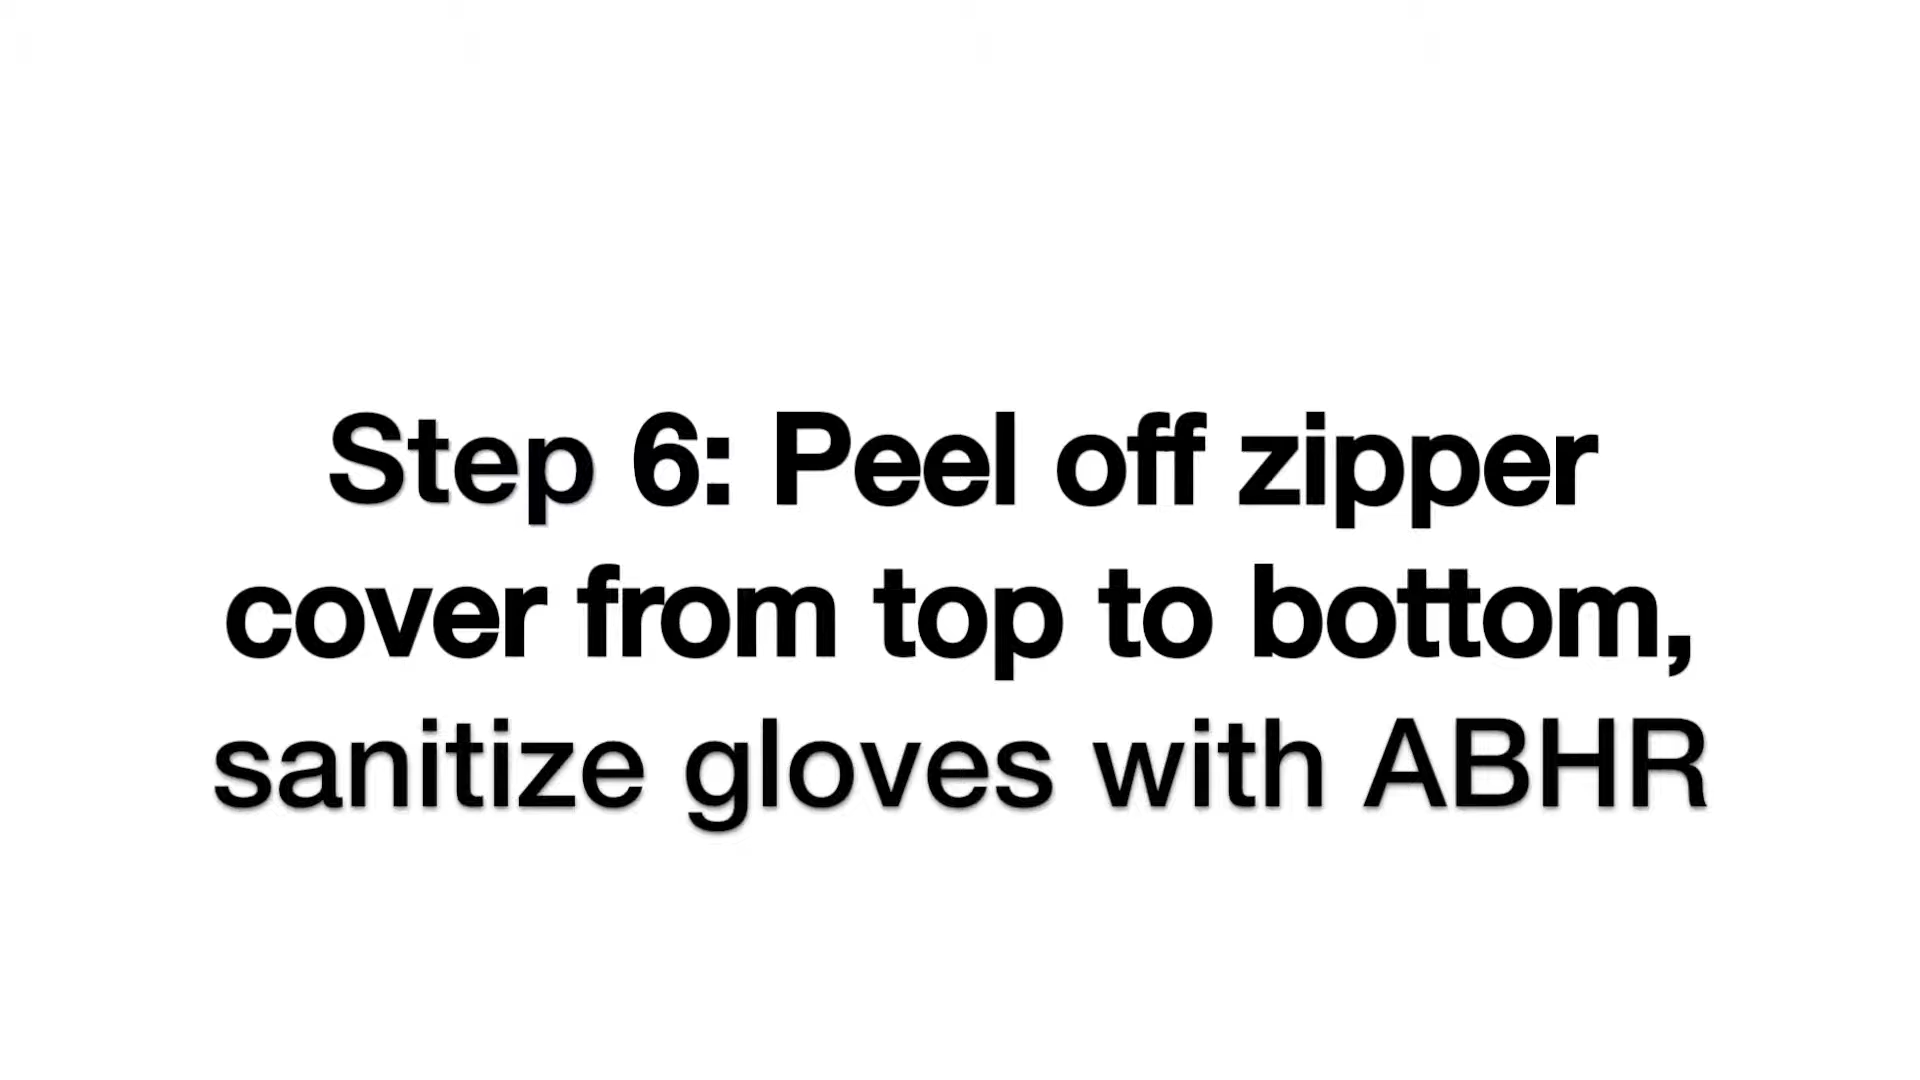 Step 6: Peel off zipper
cover from top to bottom,
sanitize gloves with ABHR